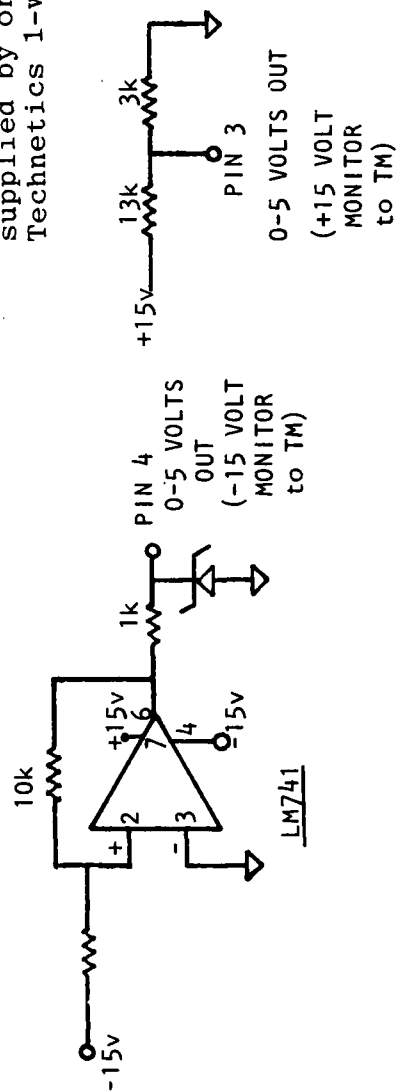 supplied by
Technetics 1-w
10k
-15v
+
2
-
3
+15v
7
6
4
-15v
LM741
1k
PIN 4
0-5 VOLTS
OUT
(-15 VOLT
MONITOR
to TM)
+15v
13k
3k
PIN 3
0-5 VOLTS OUT
(+15 VOLT
MONITOR
to TM)